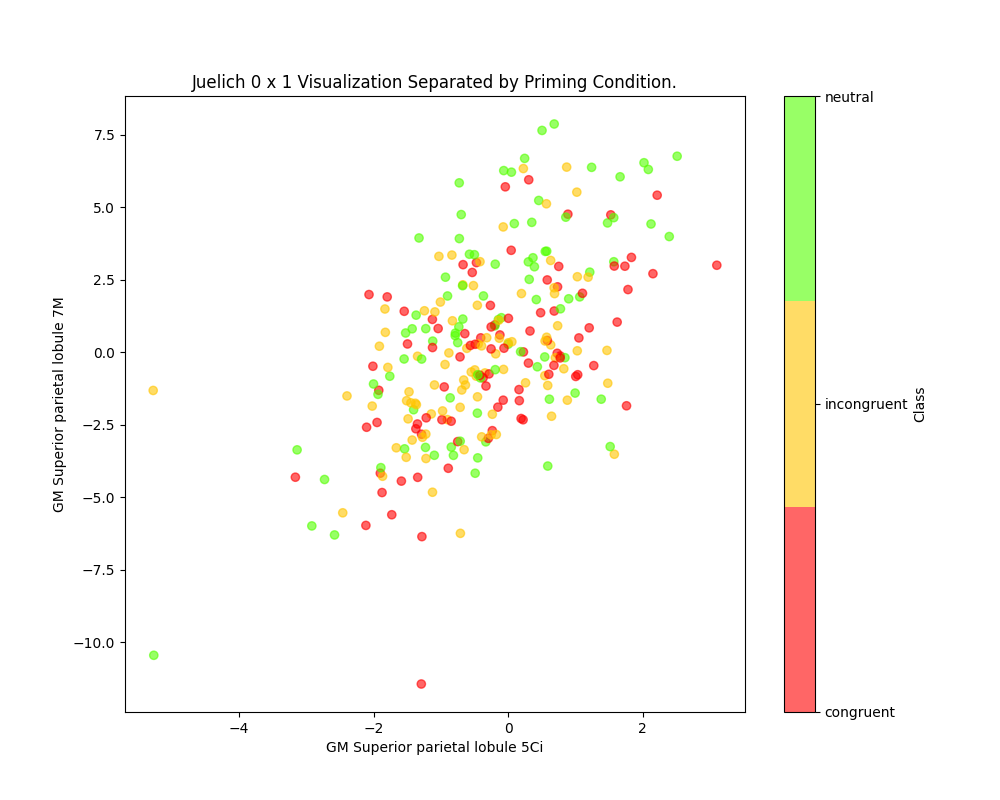 Juelich 0 x 1 Visualization Separated by Priming Condition.
7.5
5.0
2.5
0.0
−2.5
−5.0
−7.5
−10.0
GM Superior parietal lobule 7M
−4
−2
0
2
GM Superior parietal lobule 5Ci
neutral
incongruent
congruent
Class